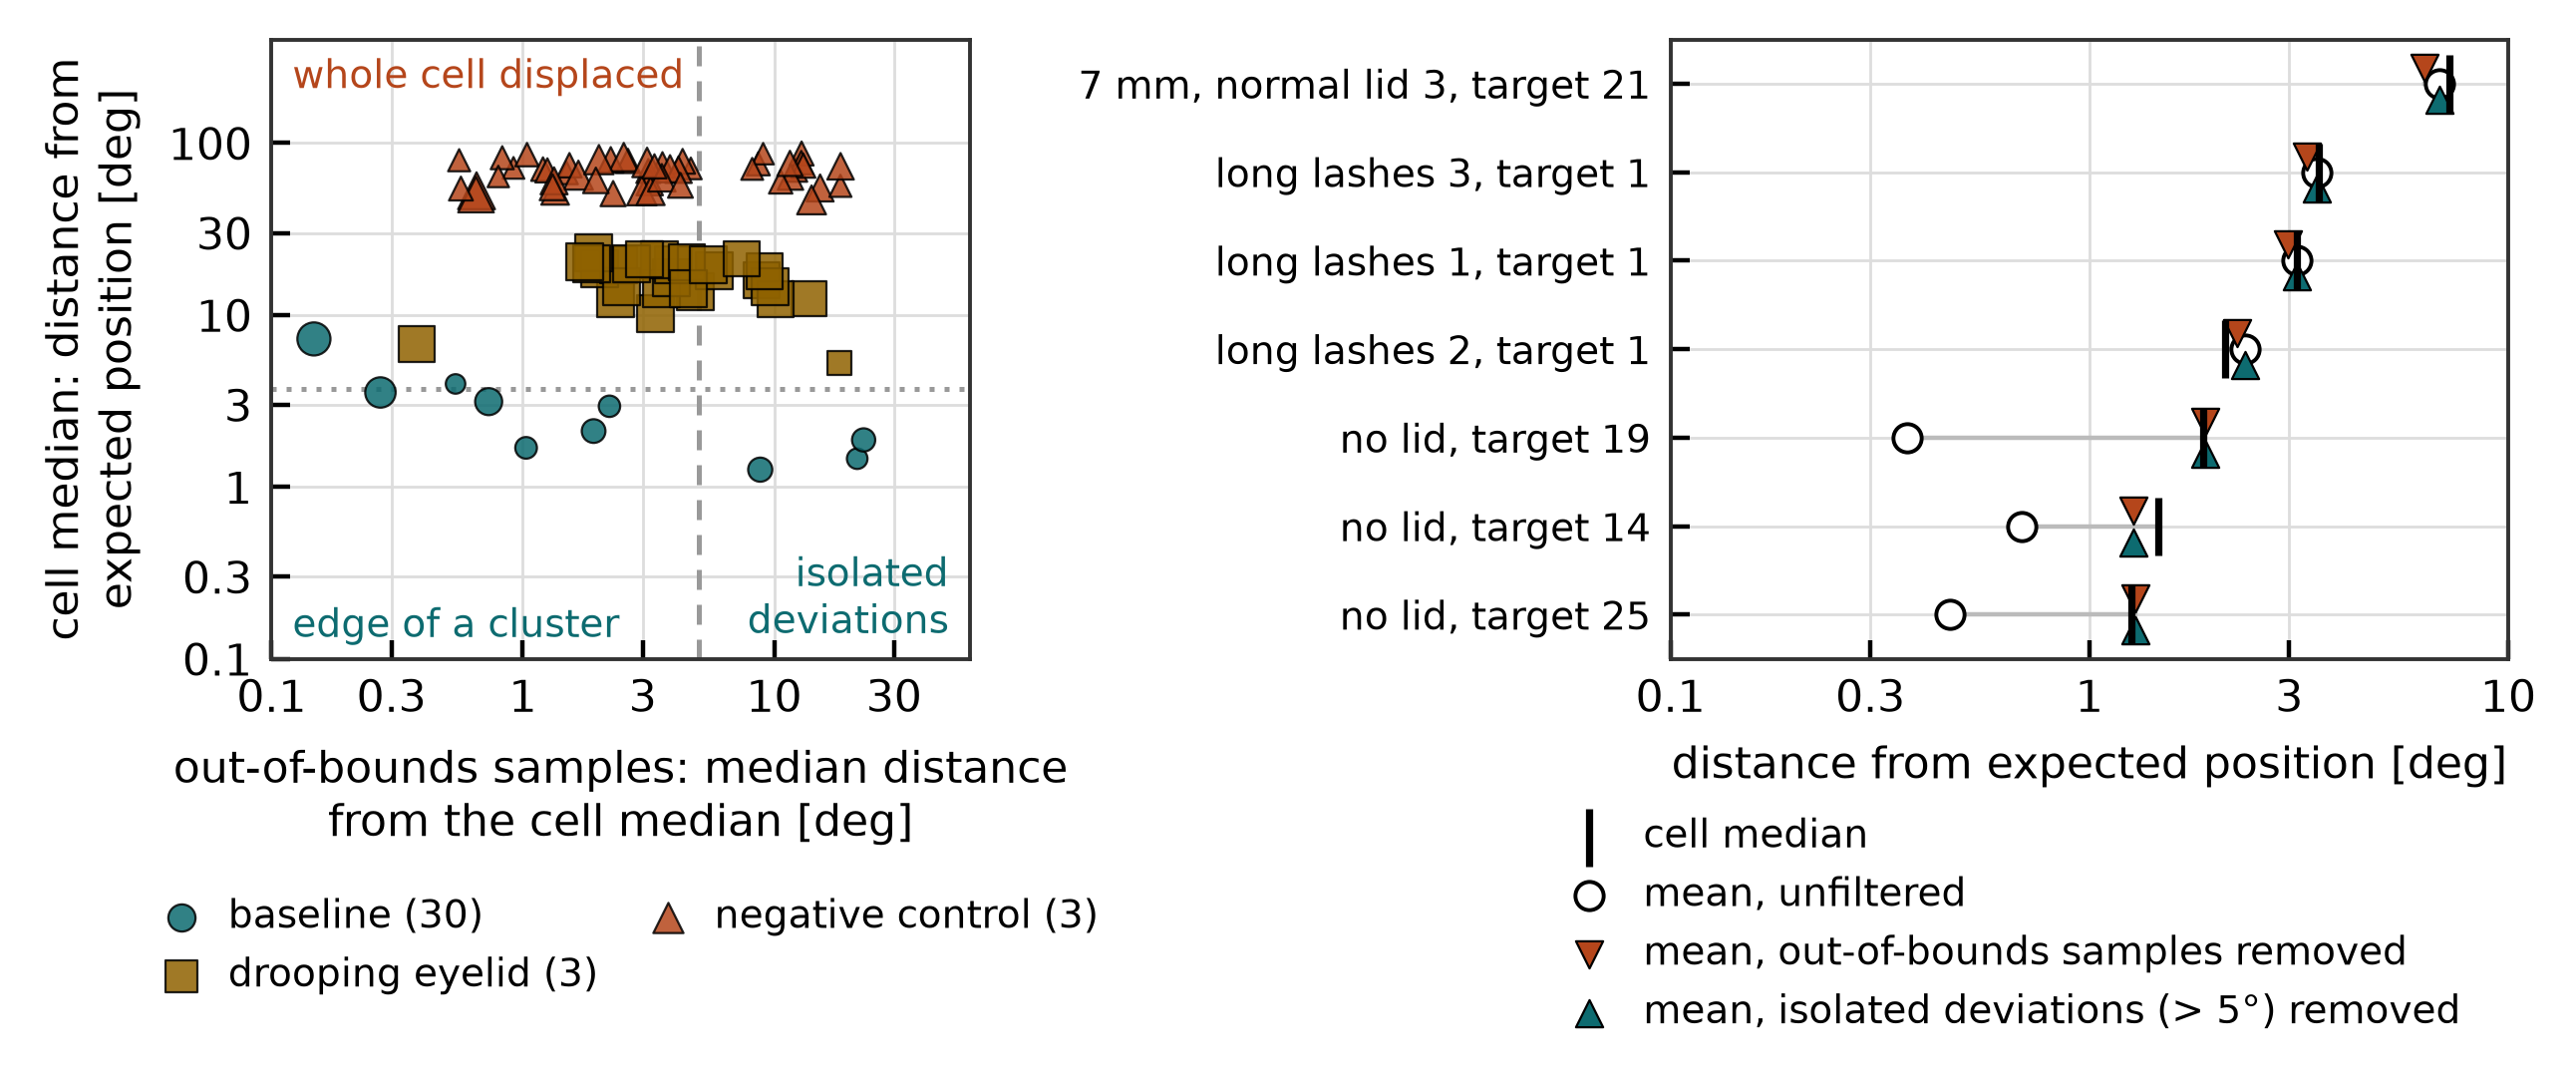 cell median: distance from
expected position [deg]
100
30
10
3
1
0.3
0.1
whole cell displaced
edge of a cluster
isolated
deviations
0.1 0.3 1 3 10 30
out-of-bounds samples: median distance
from the cell median [deg]
baseline (30)
negative control (3)
drooping eyelid (3)
7 mm, normal lid 3, target 21
long lashes 3, target 1
long lashes 1, target 1
long lashes 2, target 1
no lid, target 19
no lid, target 14
no lid, target 25
0.1 0.3 1 3 10
distance from expected position [deg]
cell median
mean, unfiltered
mean, out-of-bounds samples removed
mean, isolated deviations (> 5°) removed